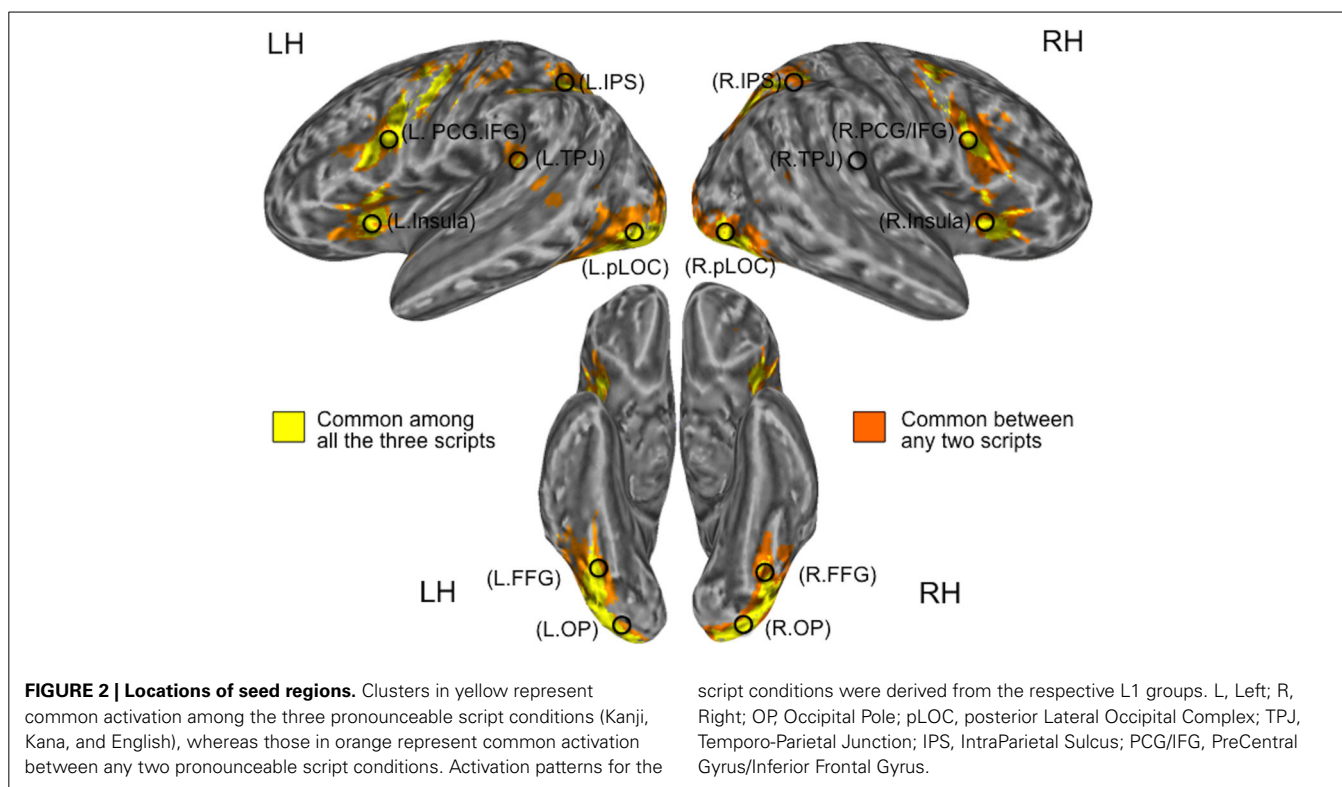 LH
RH
(L.IPS)
(R.IPS)
(L. PCG.IFG)
(R.PCG/IFG)
(L.TPJ)
(R.TPJ)
(L.Insula)
(R.Insula)
(L.pLOC)
(R.pLOC)
Common among
all the three scripts
Common between
any two scripts
(L.FFG)
(R.FFG)
LH
RH
(L.OP)
(R.OP)
FIGURE 2 | Locations of seed regions. Clusters in yellow represent
common activation among the three pronounceable script conditions (Kanji,
Kana, and English), whereas those in orange represent common activation
between any two pronounceable script conditions. Activation patterns for the
script conditions were derived from the respective L1 groups. L, Left; R,
Right; OP, Occipital Pole; pLOC, posterior Lateral Occipital Complex; TPJ,
Temporo-Parietal Junction; IPS, IntraParietal Sulcus; PCG/IFG, PreCentral
Gyrus/Inferior Frontal Gyrus.